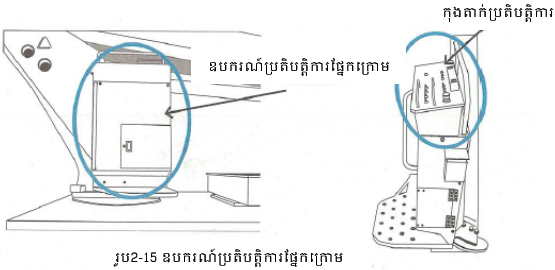 កុងតាក់ប្រតិបត្តិការ
ឧបករណ៍ប្រតិបត្តិការផ្នែកក្រោម
រូប2-15 ឧបករណ៍ប្រតិបត្តិការផ្នែកក្រោម